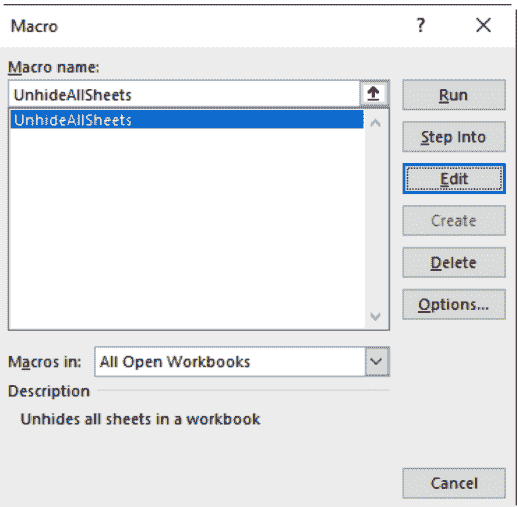 Macro ? ×
Macro name:
UnhideAllSheets
Run
UnhideAllSheets
Step Into
Edit
Create
Delete
Options...
Macros in: All Open Workbooks
Description
Unhides all sheets in a workbook
Cancel